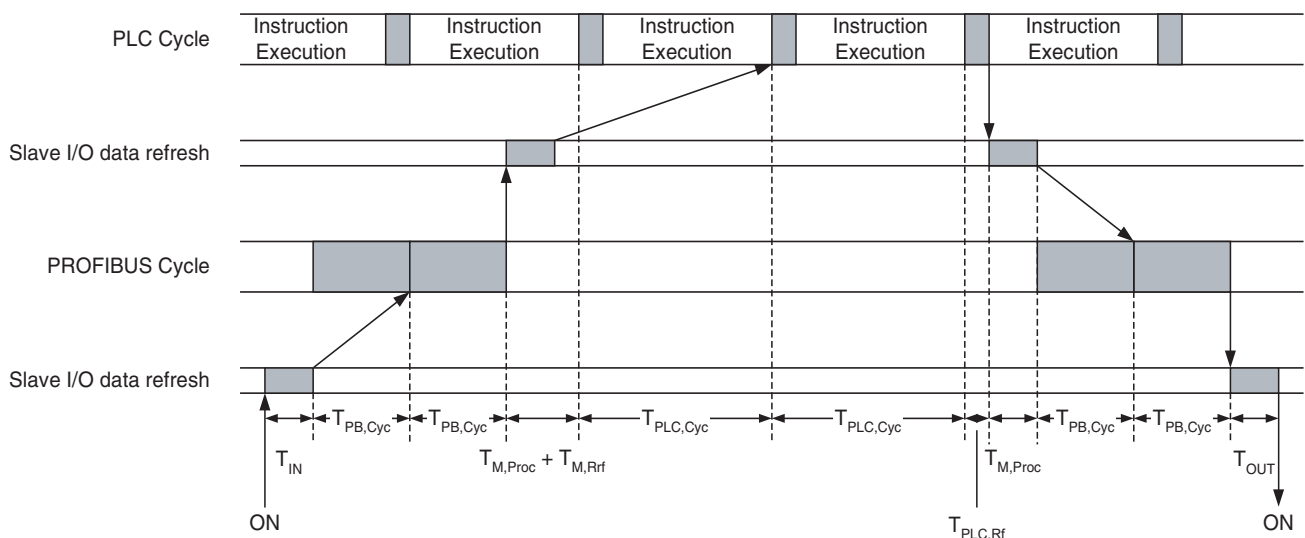 PLC Cycle
Instruction
Execution
Instruction
Execution
Instruction
Execution
Instruction
Execution
Instruction
Execution
Slave I/O data refresh
PROFIBUS Cycle
Slave I/O data refresh
T_PB,Cyc T_PB,Cyc T_PLC,Cyc T_PLC,Cyc T_PB,Cyc T_PB,Cyc
T_IN T_M,Proc + T_M,Rrf T_M,Proc T_OUT
ON T_PLC,Rf ON